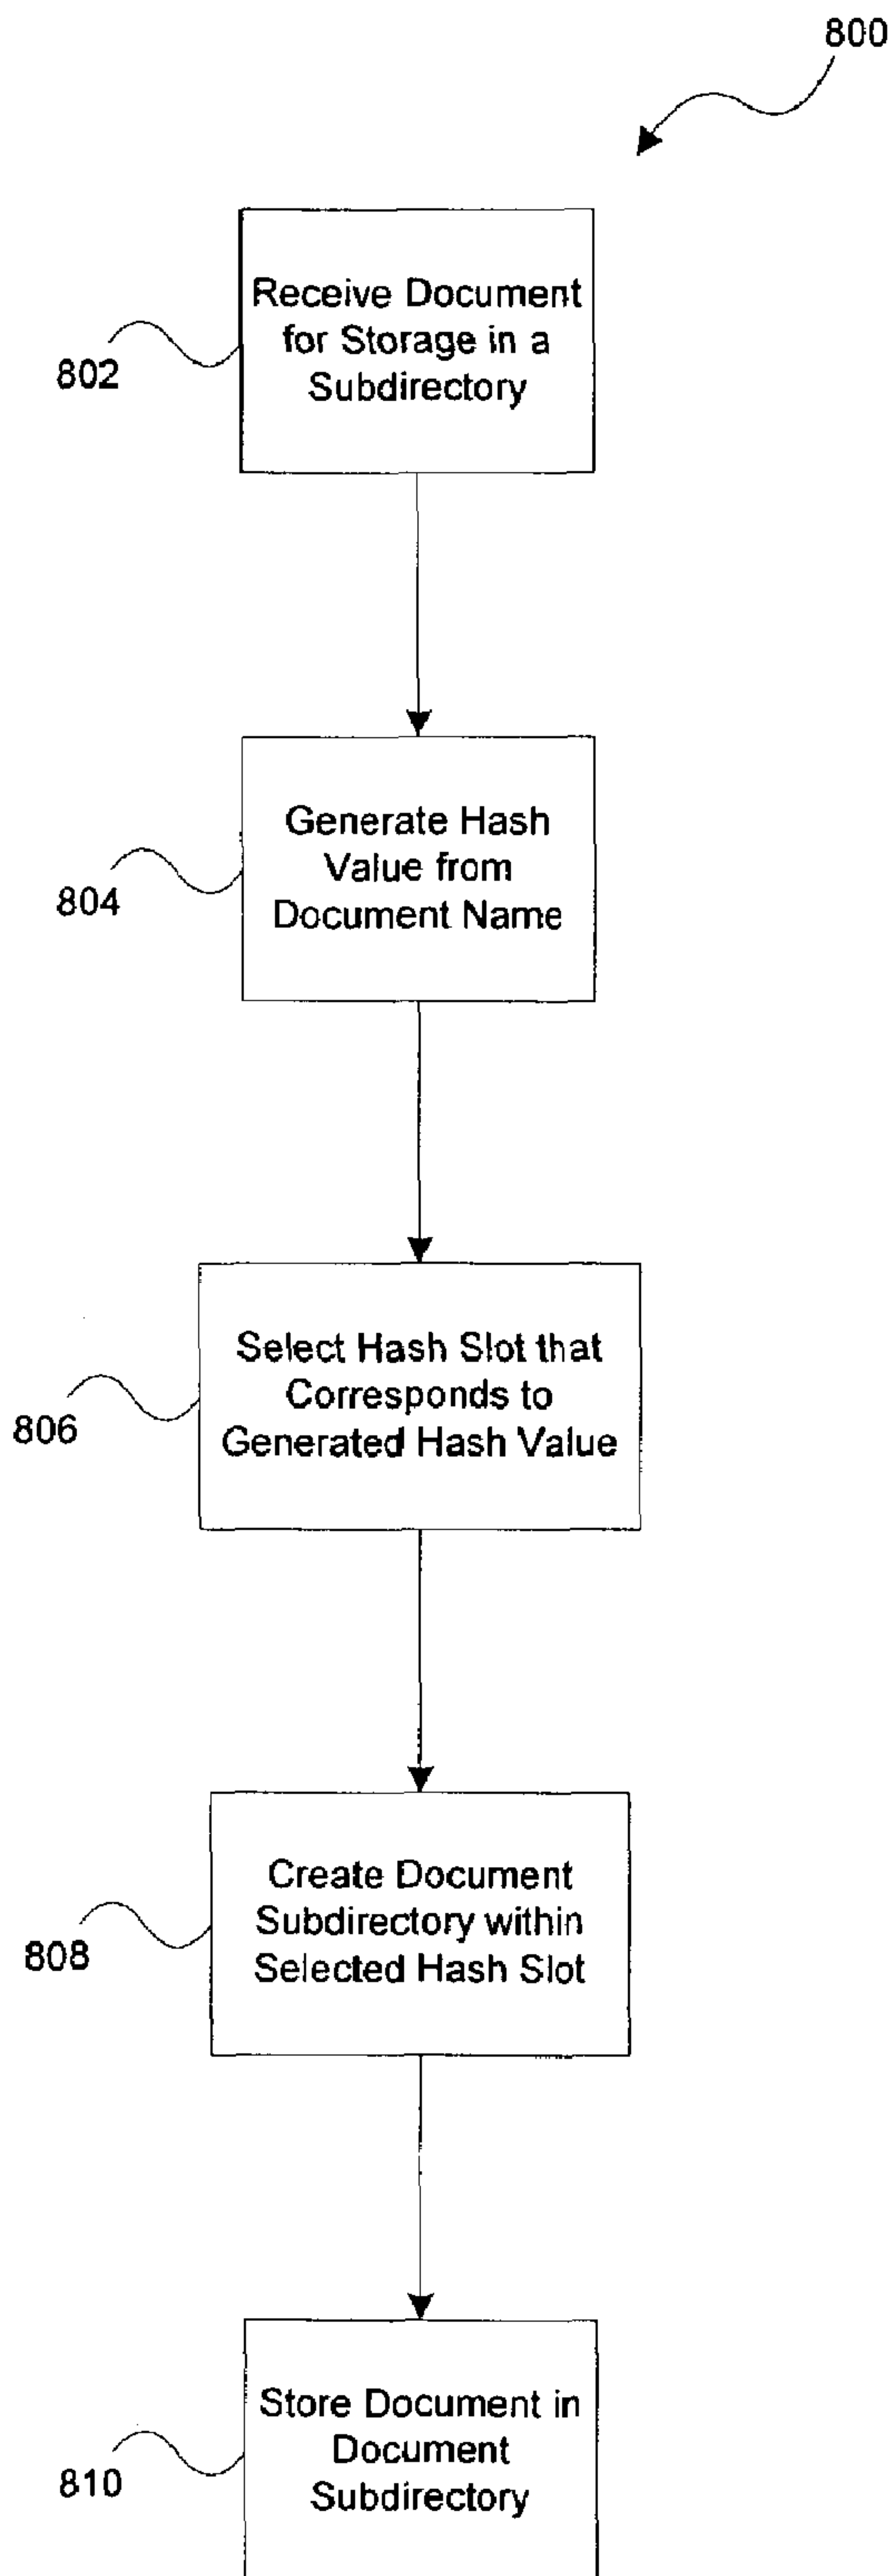 800
Receive Document
for Storage in a
Subdirectory
802
Generate Hash
Value from
Document Name
804
Select Hash Slot that
Corresponds to
Generated Hash Value
806
Create Document
Subdirectory within
Selected Hash Slot
808
Store Document in
Document
Subdirectory
810